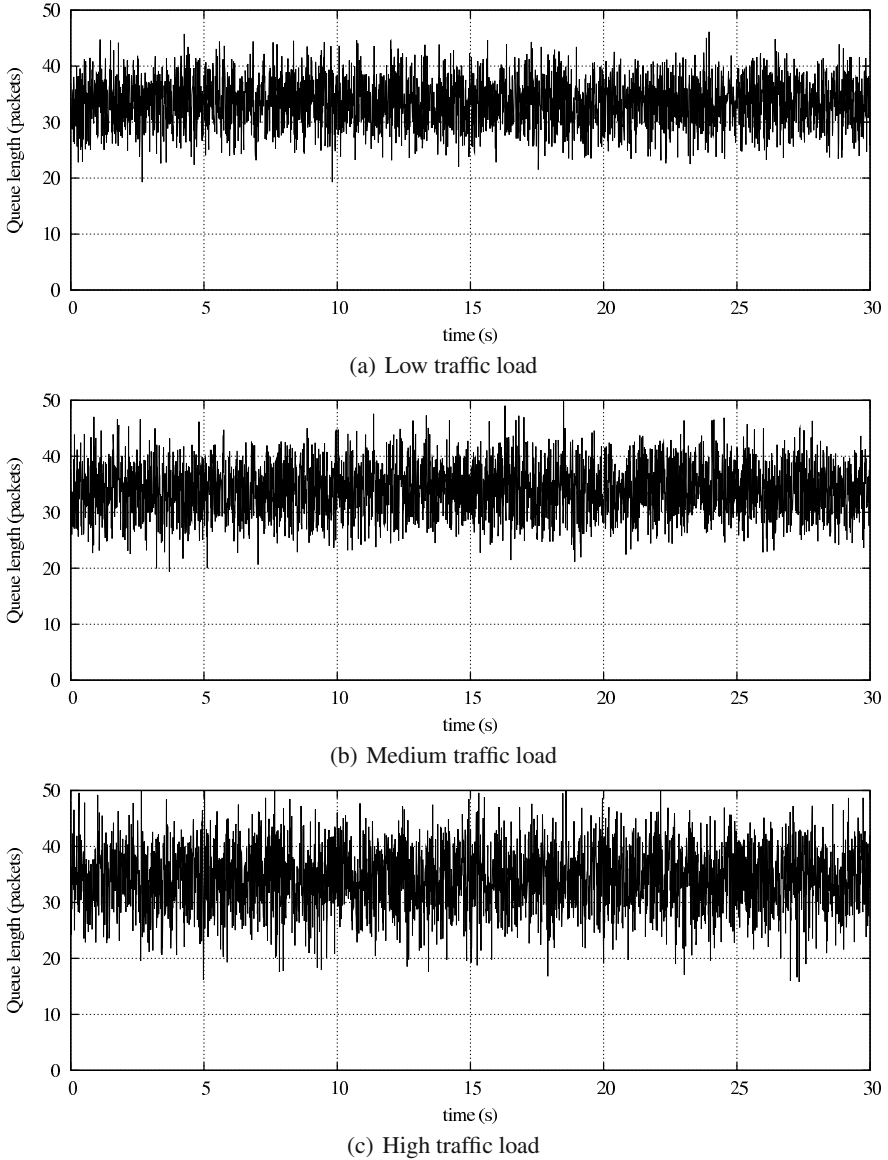 50
40
30
20
10
0
Queue length (packets)
0 5 10 15 20 25 30
time (s)
(a) Low traffic load
50
40
30
20
10
0
Queue length (packets)
0 5 10 15 20 25 30
time (s)
(b) Medium traffic load
50
40
30
20
10
0
Queue length (packets)
0 5 10 15 20 25 30
time (s)
(c) High traffic load